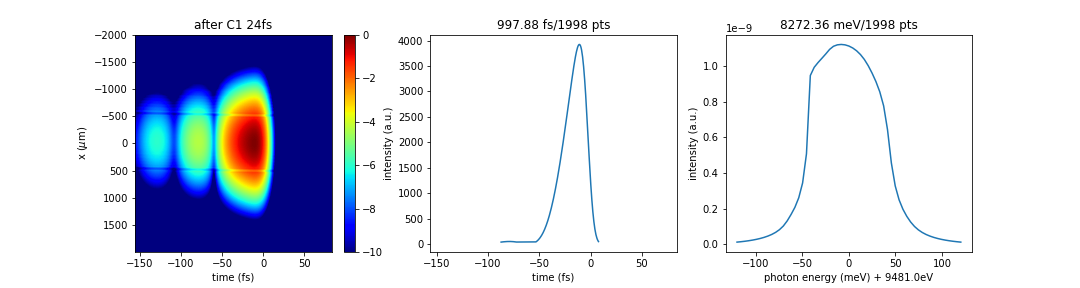 after C1 24fs
−2000
−1500
−1000
−500
0
500
1000
1500
x (μm)
−150 −100 −50 0 50
time (fs)
0
−2
−4
−6
−8
−10
997.88 fs/1998 pts
4000
3500
3000
2500
2000
1500
1000
500
0
intensity (a.u.)
−150 −100 −50 0 50
time (fs)
8272.36 meV/1998 pts
1e−9
1.0
0.8
0.6
0.4
0.2
0.0
intensity (a.u.)
−100 −50 0 50 100
photon energy (meV) + 9481.0eV